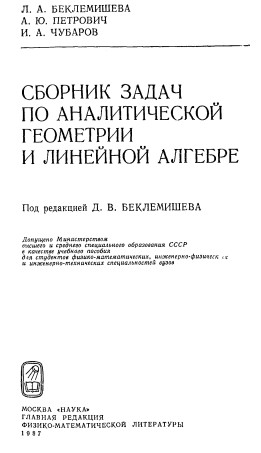 Л. А. БЕКЛЕМИШЕВА
А. Ю. ПЕТРОВИЧ
И. А. ЧУБАРОВ
СБОРНИК ЗАДАЧ
ПО АНАЛИТИЧЕСКОЙ
ГЕОМЕТРИИ
И ЛИНЕЙНОЙ АЛГЕБРЕ
Под редакцией Д. В. БЕКЛЕМИШЕВА
Допущено Министерством
высшего и среднего специального образования СССР
в качестве учебного пособия
для студентов физико-математических,
и инженерно-технических специальностей вузов
МОСКВА «НАУКА»
ГЛАВНАЯ РЕДАКЦИЯ
ФИЗИКО-МАТЕМАТИЧЕСКОЙ ЛИТЕРАТУРЫ
1987